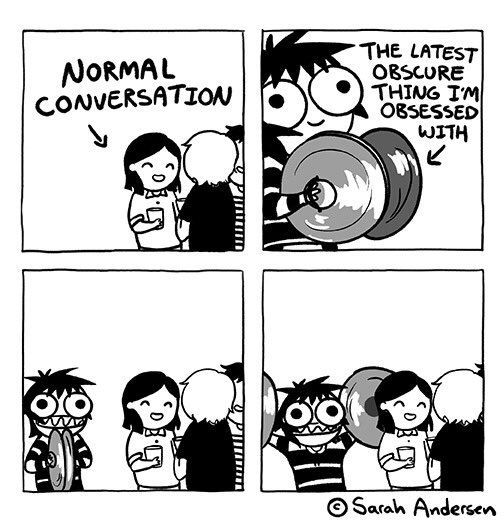 NORMAL
CONVERSATION
THE LATEST
OBSCURE
THING I'M
OBSESSED
WITH
© Sarah Andersen